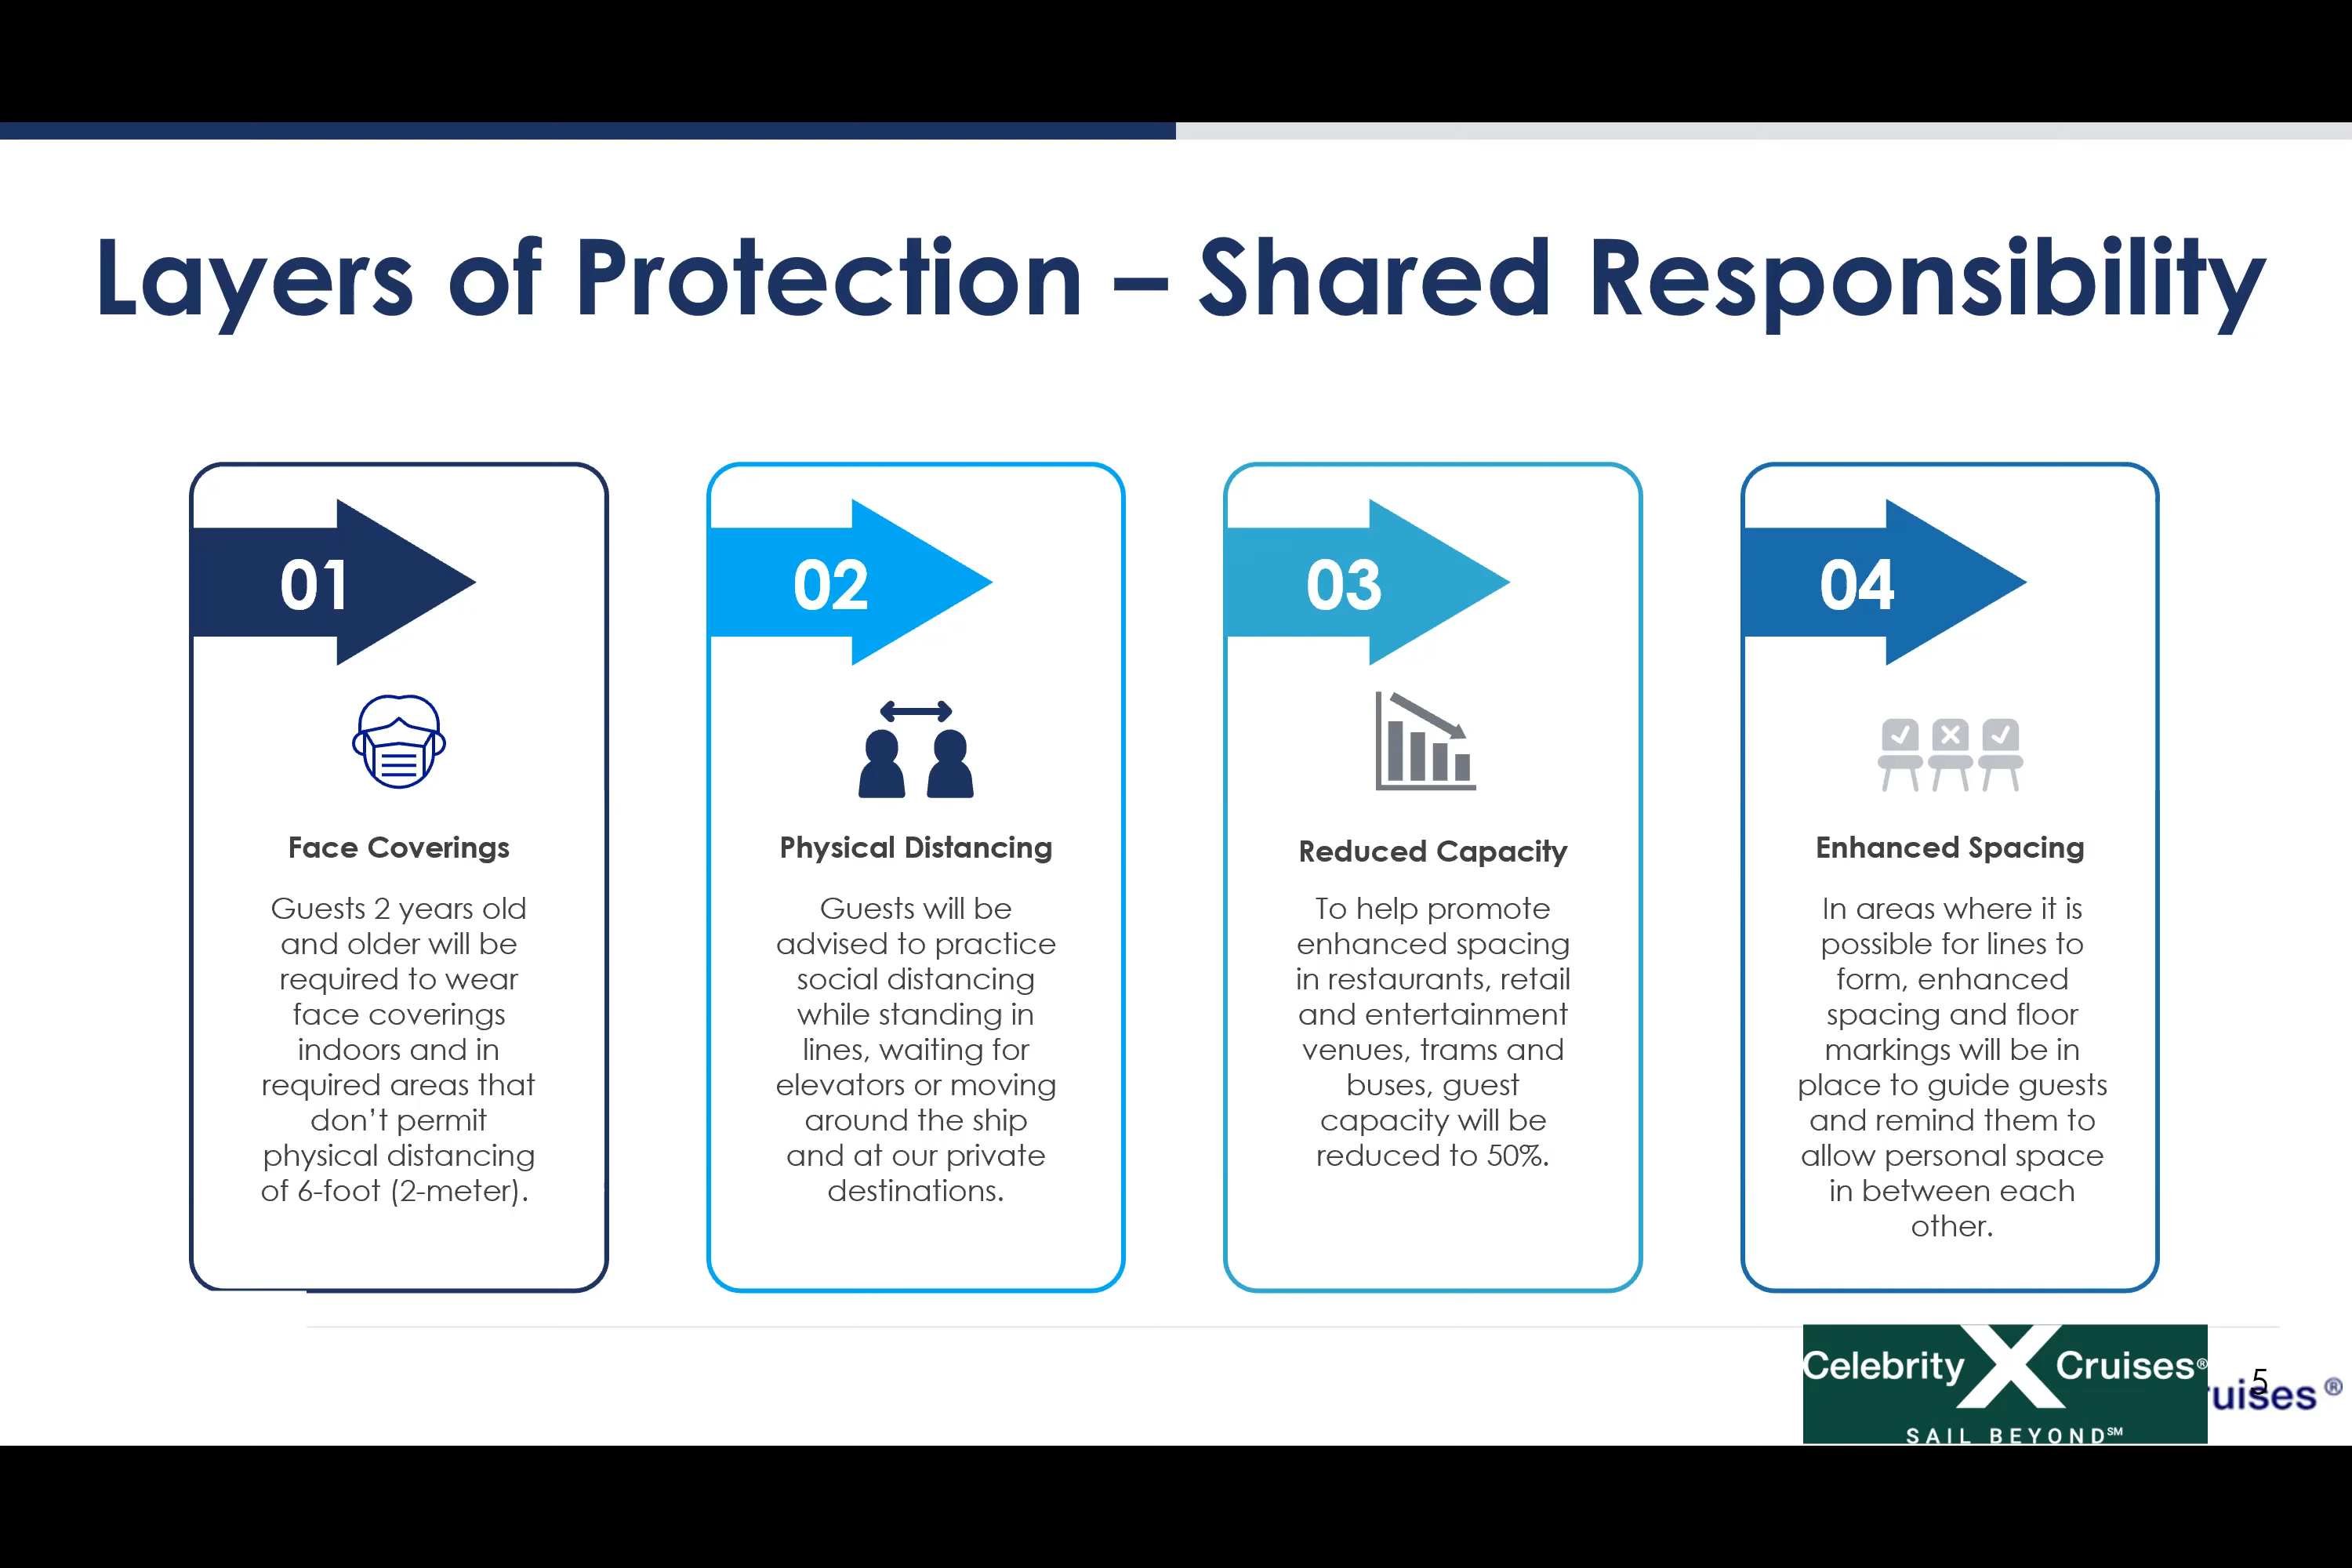 Layers of Protection – Shared Responsibility
01
Face Coverings
Guests 2 years old
and older will be
required to wear
face coverings
indoors and in
required areas that
don’t permit
physical distancing
of 6-foot (2-meter).
02
Physical Distancing
Guests will be
advised to practice
social distancing
while standing in
lines, waiting for
elevators or moving
around the ship
and at our private
destinations.
03
Reduced Capacity
To help promote
enhanced spacing
in restaurants, retail
and entertainment
venues, trams and
buses, guest
capacity will be
reduced to 50%.
04
Enhanced Spacing
In areas where it is
possible for lines to
form, enhanced
spacing and floor
markings will be in
place to guide guests
and remind them to
allow personal space
in between each
other.
Celebrity X Cruises®
SAIL BEYOND℠
uises®
5